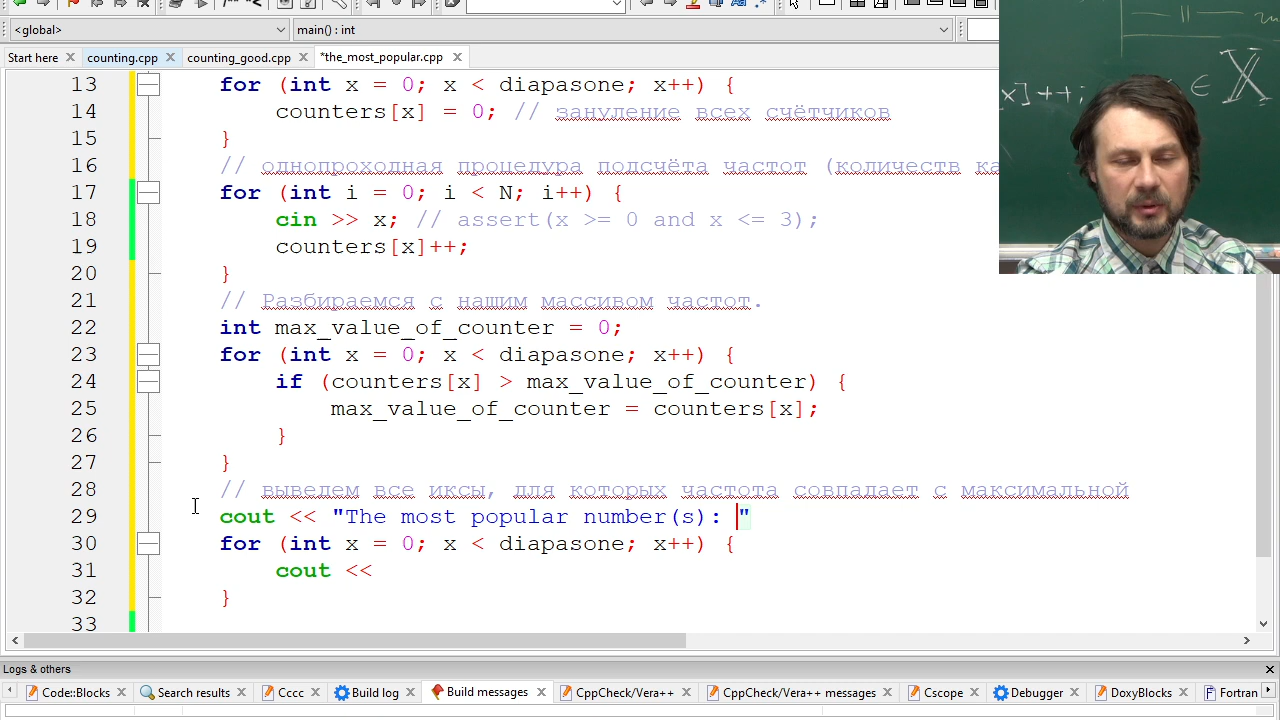 <global>
main() : int
Start here
counting.cpp
counting_good.cpp
*the_most_popular.cpp
13 for (int x = 0; x < diapasone; x++) {
14 counters[x] = 0; // зануление всех счётчиков
15 }
16 // однопроходная процедура подсчёта частот (количеств
17 for (int i = 0; i < N; i++) {
18 cin >> x; // assert(x >= 0 and x <= 3);
19 counters[x]++;
20 }
21 // Разбираемся с нашим массивом частот.
22 int max_value_of_counter = 0;
23 for (int x = 0; x < diapasone; x++) {
24 if (counters[x] > max_value_of_counter) {
25 max_value_of_counter = counters[x];
26 }
27 }
28 // выведем все иксы, для которых частота совпадает с максимальной
29 cout << "The most popular number(s): "
30 for (int x = 0; x < diapasone; x++) {
31 cout <<
32 }
33
x]++;
∈ X
Logs & others
Code::Blocks
Search results
Cccc
Build log
Build messages
CppCheck/Vera++
CppCheck/Vera++ messages
Cscope
Debugger
DoxyBlocks
Fortran